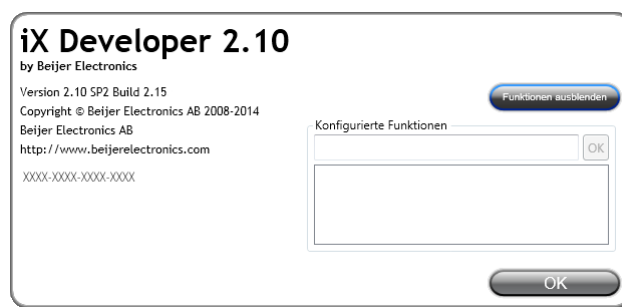 iX Developer 2.10
by Beijer Electronics
Version 2.10 SP2 Build 2.15
Copyright © Beijer Electronics AB 2008-2014
Beijer Electronics AB
http://www.beijerelectronics.com
XXXX-XXXX-XXXX-XXXX
Funktionen ausblenden
Konfigurierte Funktionen
OK
OK